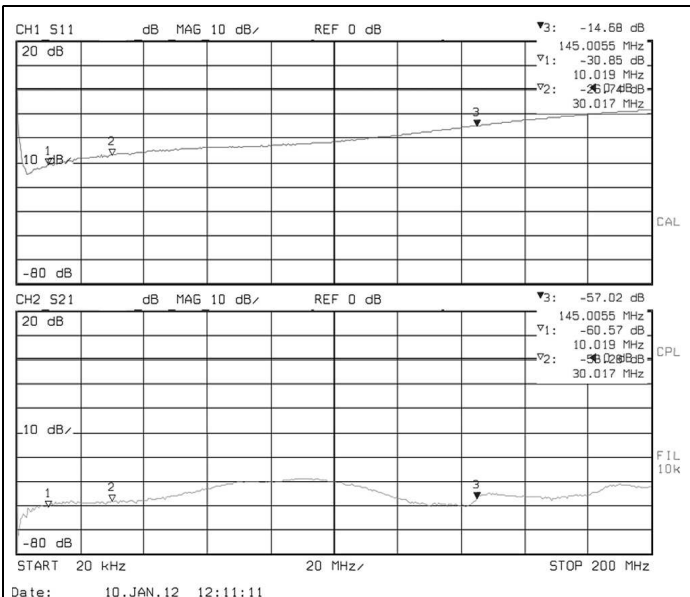 CH1 S11 dB MAG 10 dB/ REF 0 dB
▼3: -14.68 dB
145.0055 MHz
▽1: -30.85 dB
10.019 MHz
▽2: -26.74 dB
30.017 MHz
20 dB
1 2 3
10 dB/
-80 dB
CAL
CH2 S21 dB MAG 10 dB/ REF 0 dB
▼3: -57.02 dB
145.0055 MHz
▽1: -60.57 dB
10.019 MHz
▽2: dB
30.017 MHz
20 dB
CPL
10 dB/
FIL
10k
1 2 3
-80 dB
START 20 kHz 20 MHz/ STOP 200 MHz
Date: 10.JAN.12 12:11:11